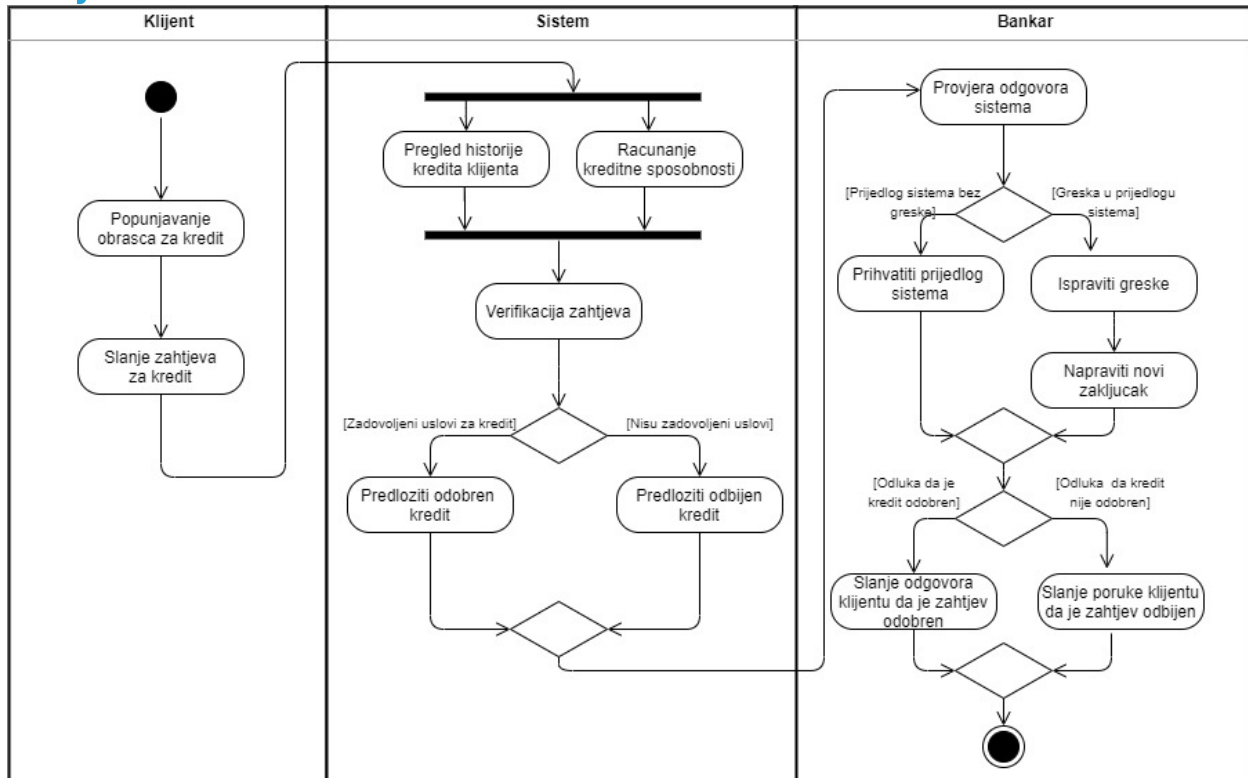 Klijent
Sistem
Bankar
Popunjavanje
obrasca za kredit
Slanje zahtjeva
za kredit
Pregled historije
kredita klijenta
Racunanje
kreditne sposobnosti
Verifikacija zahtjeva
[Zadovoljeni uslovi za kredit]
[Nisu zadovoljeni uslovi]
Predloziti odobren
kredit
Predloziti odbijen
kredit
Provjera odgovora
sistema
[Prijedlog sistema bez
greske]
[Greska u prijedlogu
sistema]
Prihvatiti prijedlog
sistema
Ispraviti greske
Napraviti novi
zakljucak
[Odluka da je
kredit odobren]
[Odluka da kredit
nije odobren]
Slanje odgovora
klijentu da je zahtjev
odobren
Slanje poruke klijentu
da je zahtjev odbijen